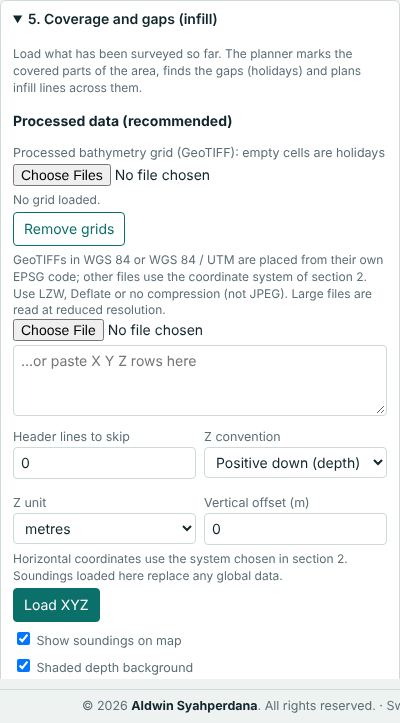 ▼ 5. Coverage and gaps (infill)
Load what has been surveyed so far. The planner marks the
covered parts of the area, finds the gaps (holidays) and plans
infill lines across them.
Processed data (recommended)
Processed bathymetry grid (GeoTIFF): empty cells are holidays
Choose Files No file chosen
No grid loaded.
Remove grids
GeoTIFFs in WGS 84 or WGS 84 / UTM are placed from their own
EPSG code; other files use the coordinate system of section 2.
Use LZW, Deflate or no compression (not JPEG). Large files are
read at reduced resolution.
Choose File No file chosen
...or paste X Y Z rows here
Header lines to skip Z convention
0 Positive down (depth)
Z unit Vertical offset (m)
metres 0
Horizontal coordinates use the system chosen in section 2.
Soundings loaded here replace any global data.
Load XYZ
Show soundings on map
Shaded depth background
© 2026 Aldwin Syahperdana. All rights reserved. ·